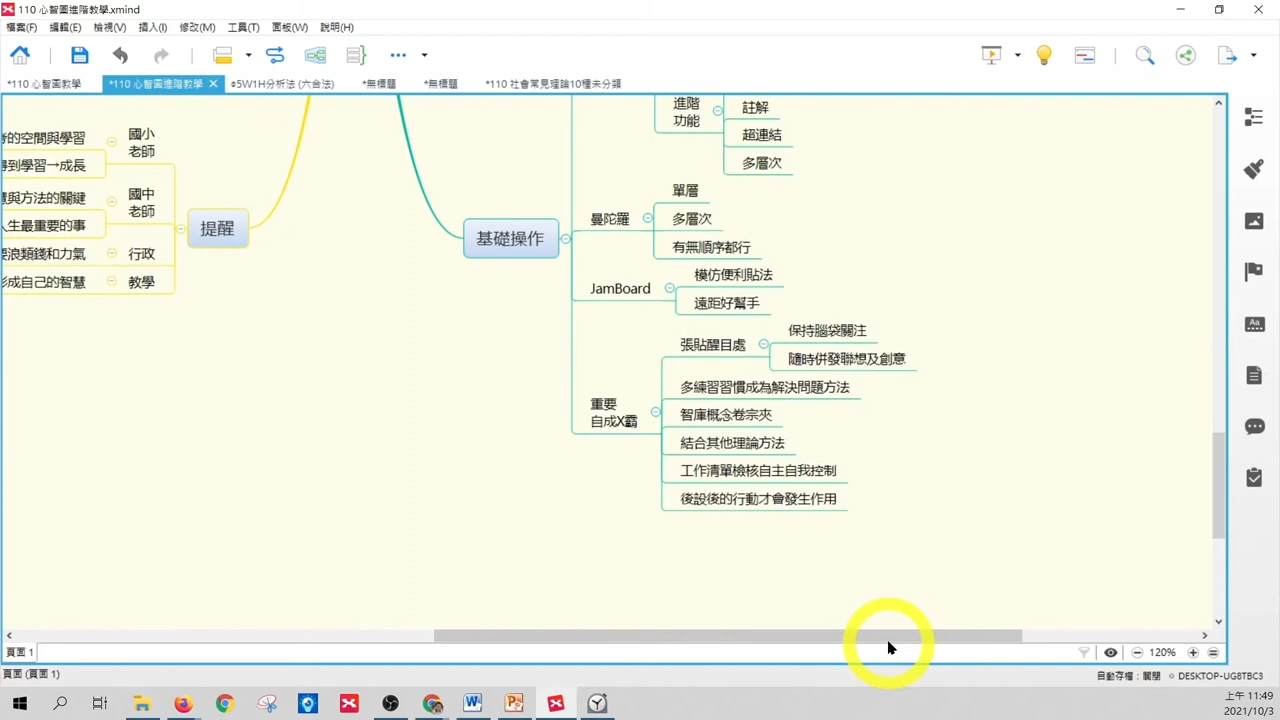 110 心智圖進階教學.xmind
檔案(F) 編輯(E) 檢視(V) 插入(I) 修改(M) 工具(T) 面板(W) 說明(H)
*110 心智圖教學 *110 心智圖進階教學 5W1H分析法 (六合法) *無標題 *無標題 *110 社會常見理論10種未分類
進階
功能
註解
超連結
多層次
的空間與學習
得到學習→成長
國小
老師
慧與方法的關鍵
人生最重要的事
國中
老師
浪類錢和力氣
行政
形成自己的智慧
教學
提醒
基礎操作
曼陀羅
單層
多層次
有無順序都行
JamBoard
模仿便利貼法
遠距好幫手
重要
自成X霸
張貼醒目處
保持腦袋關注
隨時併發聯想及創意
多練習習慣成為解決問題方法
智庫概念卷宗夾
結合其他理論方法
工作清單檢核自主自我控制
後設後的行動才會發生作用
頁面 1
120%
頁面 (頁面 1)
自動存檔：關閉
DESKTOP-UG8TBC3
上午 11:49
2021/10/3